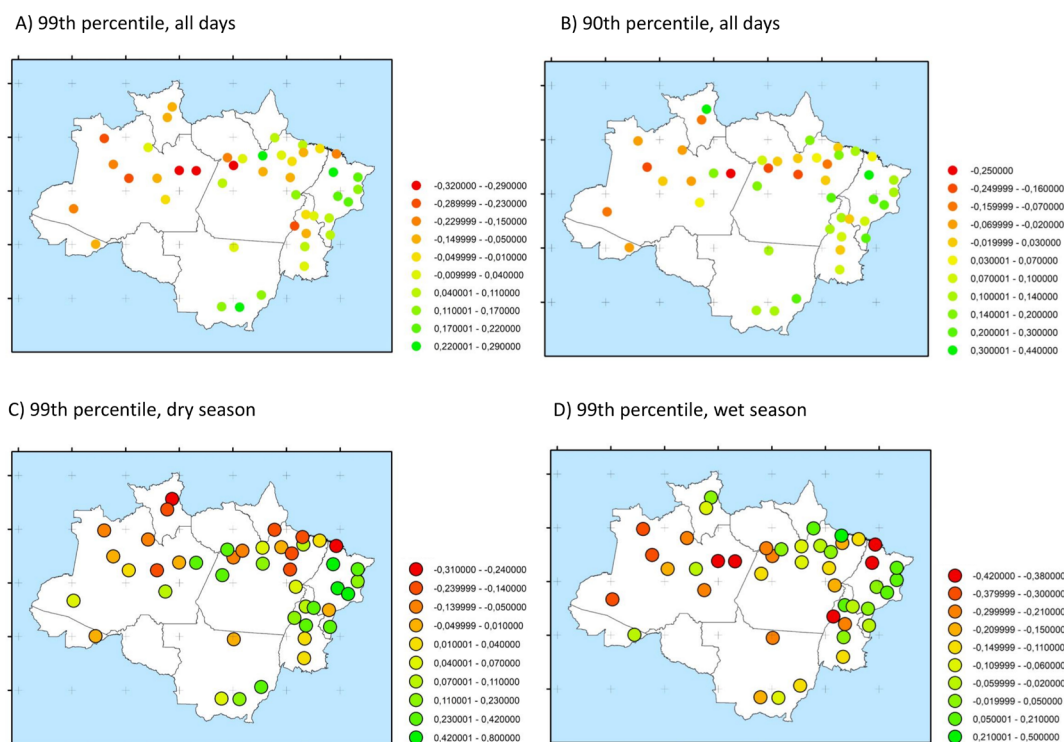 A) 99th percentile, all days
B) 90th percentile, all days
-0,320000 - -0,290000
-0,289999 - -0,230000
-0,229999 - -0,150000
-0,149999 - -0,050000
-0,049999 - -0,010000
-0,009999 - 0,040000
0,040001 - 0,110000
0,110001 - 0,170000
0,170001 - 0,220000
0,220001 - 0,290000
-0,250000
-0,249999 - -0,160000
-0,159999 - -0,070000
-0,069999 - -0,020000
-0,019999 - 0,030000
0,030001 - 0,070000
0,070001 - 0,100000
0,100001 - 0,140000
0,140001 - 0,200000
0,200001 - 0,300000
0,300001 - 0,440000
C) 99th percentile, dry season
D) 99th percentile, wet season
-0,310000 - -0,240000
-0,239999 - -0,140000
-0,139999 - -0,050000
-0,049999 - 0,010000
0,010001 - 0,040000
0,040001 - 0,070000
0,070001 - 0,110000
0,110001 - 0,230000
0,230001 - 0,420000
0,420001 - 0,800000
-0,420000 - -0,380000
-0,379999 - -0,300000
-0,299999 - -0,210000
-0,209999 - -0,150000
-0,149999 - -0,110000
-0,109999 - -0,060000
-0,059999 - -0,020000
-0,019999 - 0,050000
0,050001 - 0,210000
0,210001 - 0,500000